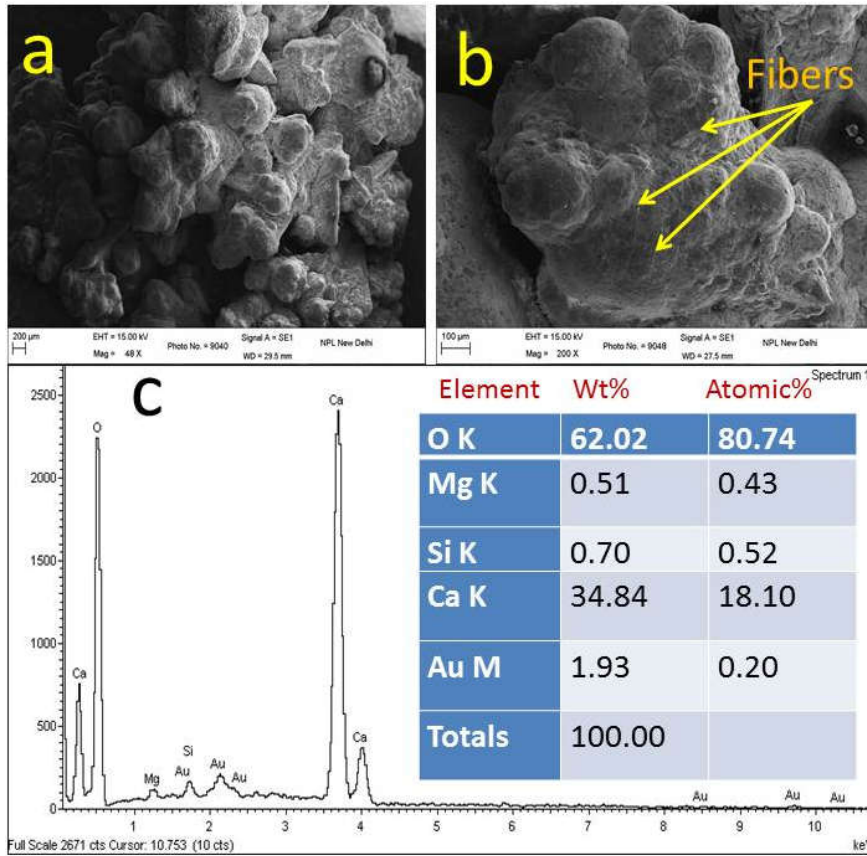 a
200 µm
EHT = 15.00 kV
Mag = 48 X
Photo No. = 9040
Signal A = SE1
WD = 29.5 mm
NPL New Delhi
b
Fibers
100 µm
EHT = 15.00 kV
Mag = 200 X
Photo No. = 9048
Signal A = SE1
WD = 27.5 mm
NPL New Delhi
c
Spectrum 1
2500
2000
1500
1000
500
0
Ca
O
Mg
Si
Au
Au
Au
Ca
Ca
Au
Au
Au
1 2 3 4 5 6 7 8 9 10
Full Scale 2671 cts Cursor: 10.753 (10 cts)
Element Wt% Atomic%
O K 62.02 80.74
Mg K 0.51 0.43
Si K 0.70 0.52
Ca K 34.84 18.10
Au M 1.93 0.20
Totals 100.00